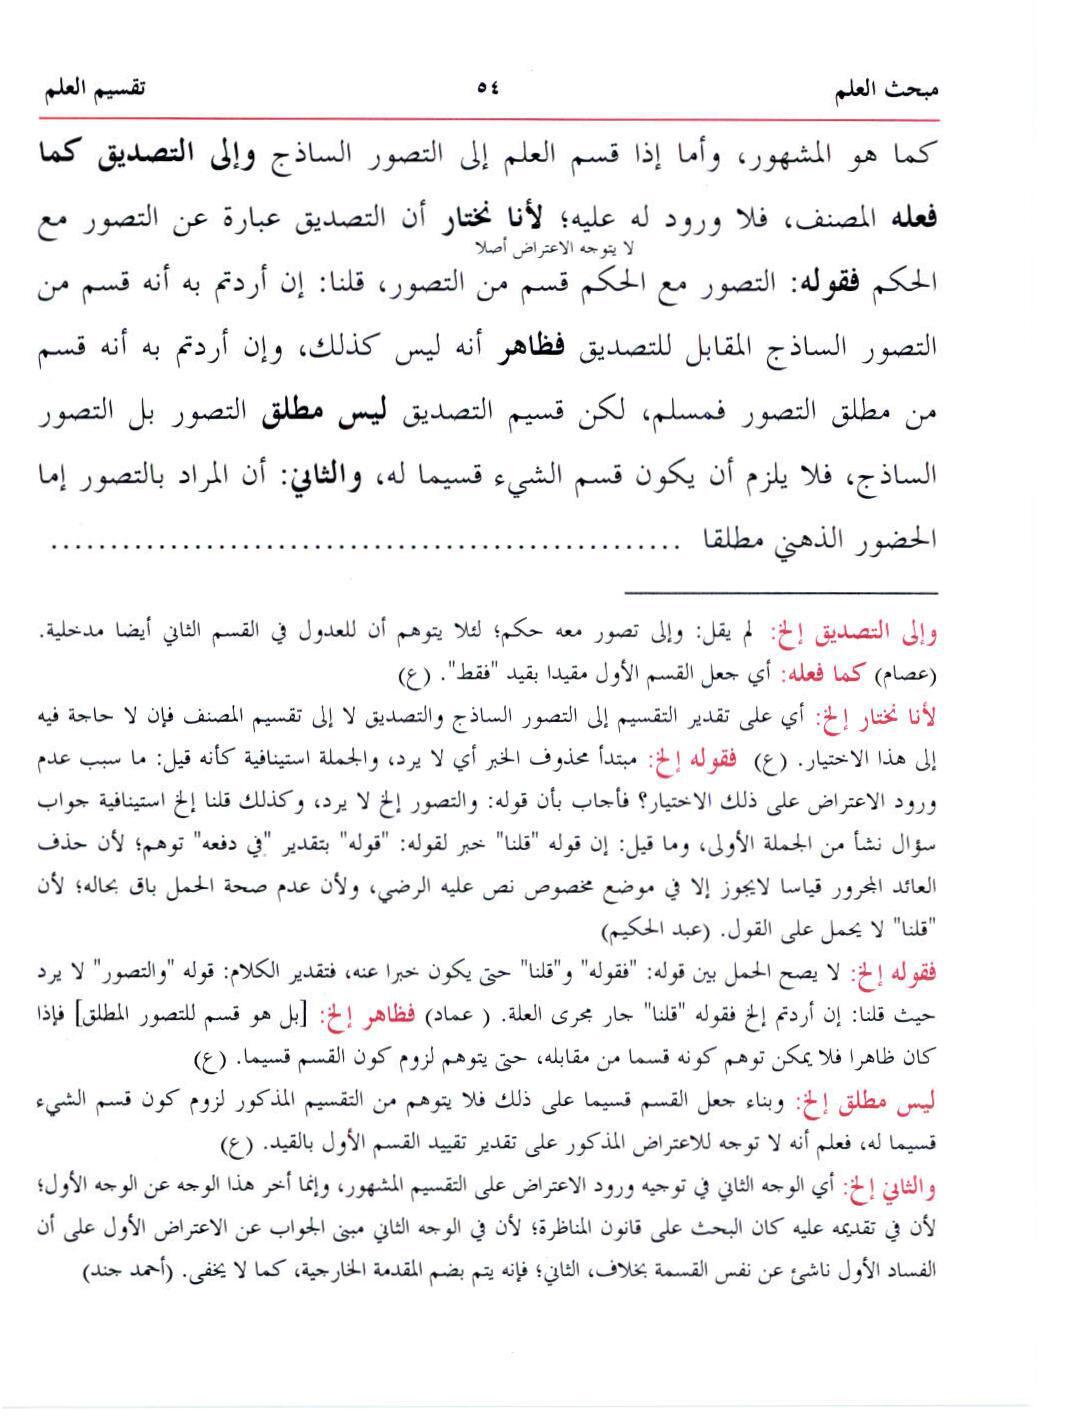 مبحث العلم ٥٤ تقسيم العلم
كما هو المشهور، وأما إذا قسم العلم إلى التصور الساذج وإلى التصديق كما
فعله المصنف، فلا ورود له عليه؛ لأنا نختار أن التصديق عبارة عن التصور مع
لا يتوجه الاعتراض أصلا
الحكم فقوله: التصور مع الحكم قسم من التصور، قلنا: إن أردتم به أنه قسم من
التصور الساذج المقابل للتصديق فظاهر أنه ليس كذلك، وإن أردتم به أنه قسم
من مطلق التصور فمسلم، لكن قسيم التصديق ليس مطلق التصور بل التصور
الساذج، فلا يلزم أن يكون قسم الشيء قسيما له، والثاني: أن المراد بالتصور إما
الحضور الذهني مطلقا .....................................................
وإلى التصديق إلخ: لم يقل: وإلى تصور معه حكم؛ لئلا يتوهم أن للعدول في القسم الثاني أيضا مدخلية.
(عصام) كما فعله: أي جعل القسم الأول مقيدا بقيد "فقط". (ع)
لأنا نختار إلخ: أي على تقدير التقسيم إلى التصور الساذج والتصديق لا إلى تقسيم المصنف فإن لا حاجة فيه
إلى هذا الاختيار. (ع) فقوله إلخ: مبتدأ محذوف الخبر أي لا يرد، والجملة استينافية كأنه قيل: ما سبب عدم
ورود الاعتراض على ذلك الاختيار؟ فأجاب بأن قوله: والتصور إلخ لا يرد، وكذلك قلنا إلخ استينافية جواب
سؤال نشأ من الجملة الأولى، وما قيل: إن قوله "قلنا" خبر لقوله: "قوله" بتقدير "في دفعه" توهم؛ لأن حذف
العائد المجرور قياسا لايجوز إلا في موضع مخصوص نص عليه الرضي، ولأن عدم صحة الحمل باق بحاله؛ لأن
"قلنا" لا يحمل على القول. (عبد الحكيم)
فقوله إلخ: لا يصح الحمل بين قوله: "فقوله" و"قلنا" حتى يكون خبرا عنه، فتقدير الكلام: قوله "والتصور" لا يرد
حيث قلنا: إن أردتم إلخ فقوله "قلنا" جار مجرى العلة. ( عماد) فظاهر إلخ: [بل هو قسم للتصور المطلق] فإذا
كان ظاهرا فلا يمكن توهم كونه قسما من مقابله، حتى يتوهم لزوم كون القسم قسيما. (ع)
ليس مطلق إلخ: وبناء جعل القسم قسيما على ذلك فلا يتوهم من التقسيم المذكور لزوم كون قسم الشيء
قسيما له، فعلم أنه لا توجه للاعتراض المذكور على تقدير تقييد القسم الأول بالقيد. (ع)
والثاني إلخ: أي الوجه الثاني في توجيه ورود الاعتراض على التقسيم المشهور، وإنما أخر هذا الوجه عن الوجه الأول؛
لأن في تقديمه عليه كان البحث على قانون المناظرة؛ لأن في الوجه الثاني مبنى الجواب عن الاعتراض الأول على أن
الفساد الأول ناشئ عن نفس القسمة بخلاف، الثاني؛ فإنه يتم بضم المقدمة الخارجية، كما لا يخفى. (أحمد جند)